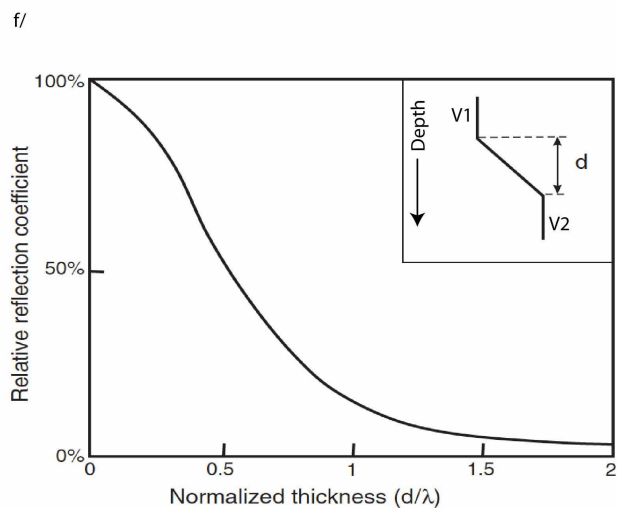 f/
100%
50%
0%
Relative reflection coefficient
Depth
V1
d
V2
0
0.5
1
1.5
2
Normalized thickness (d/λ)